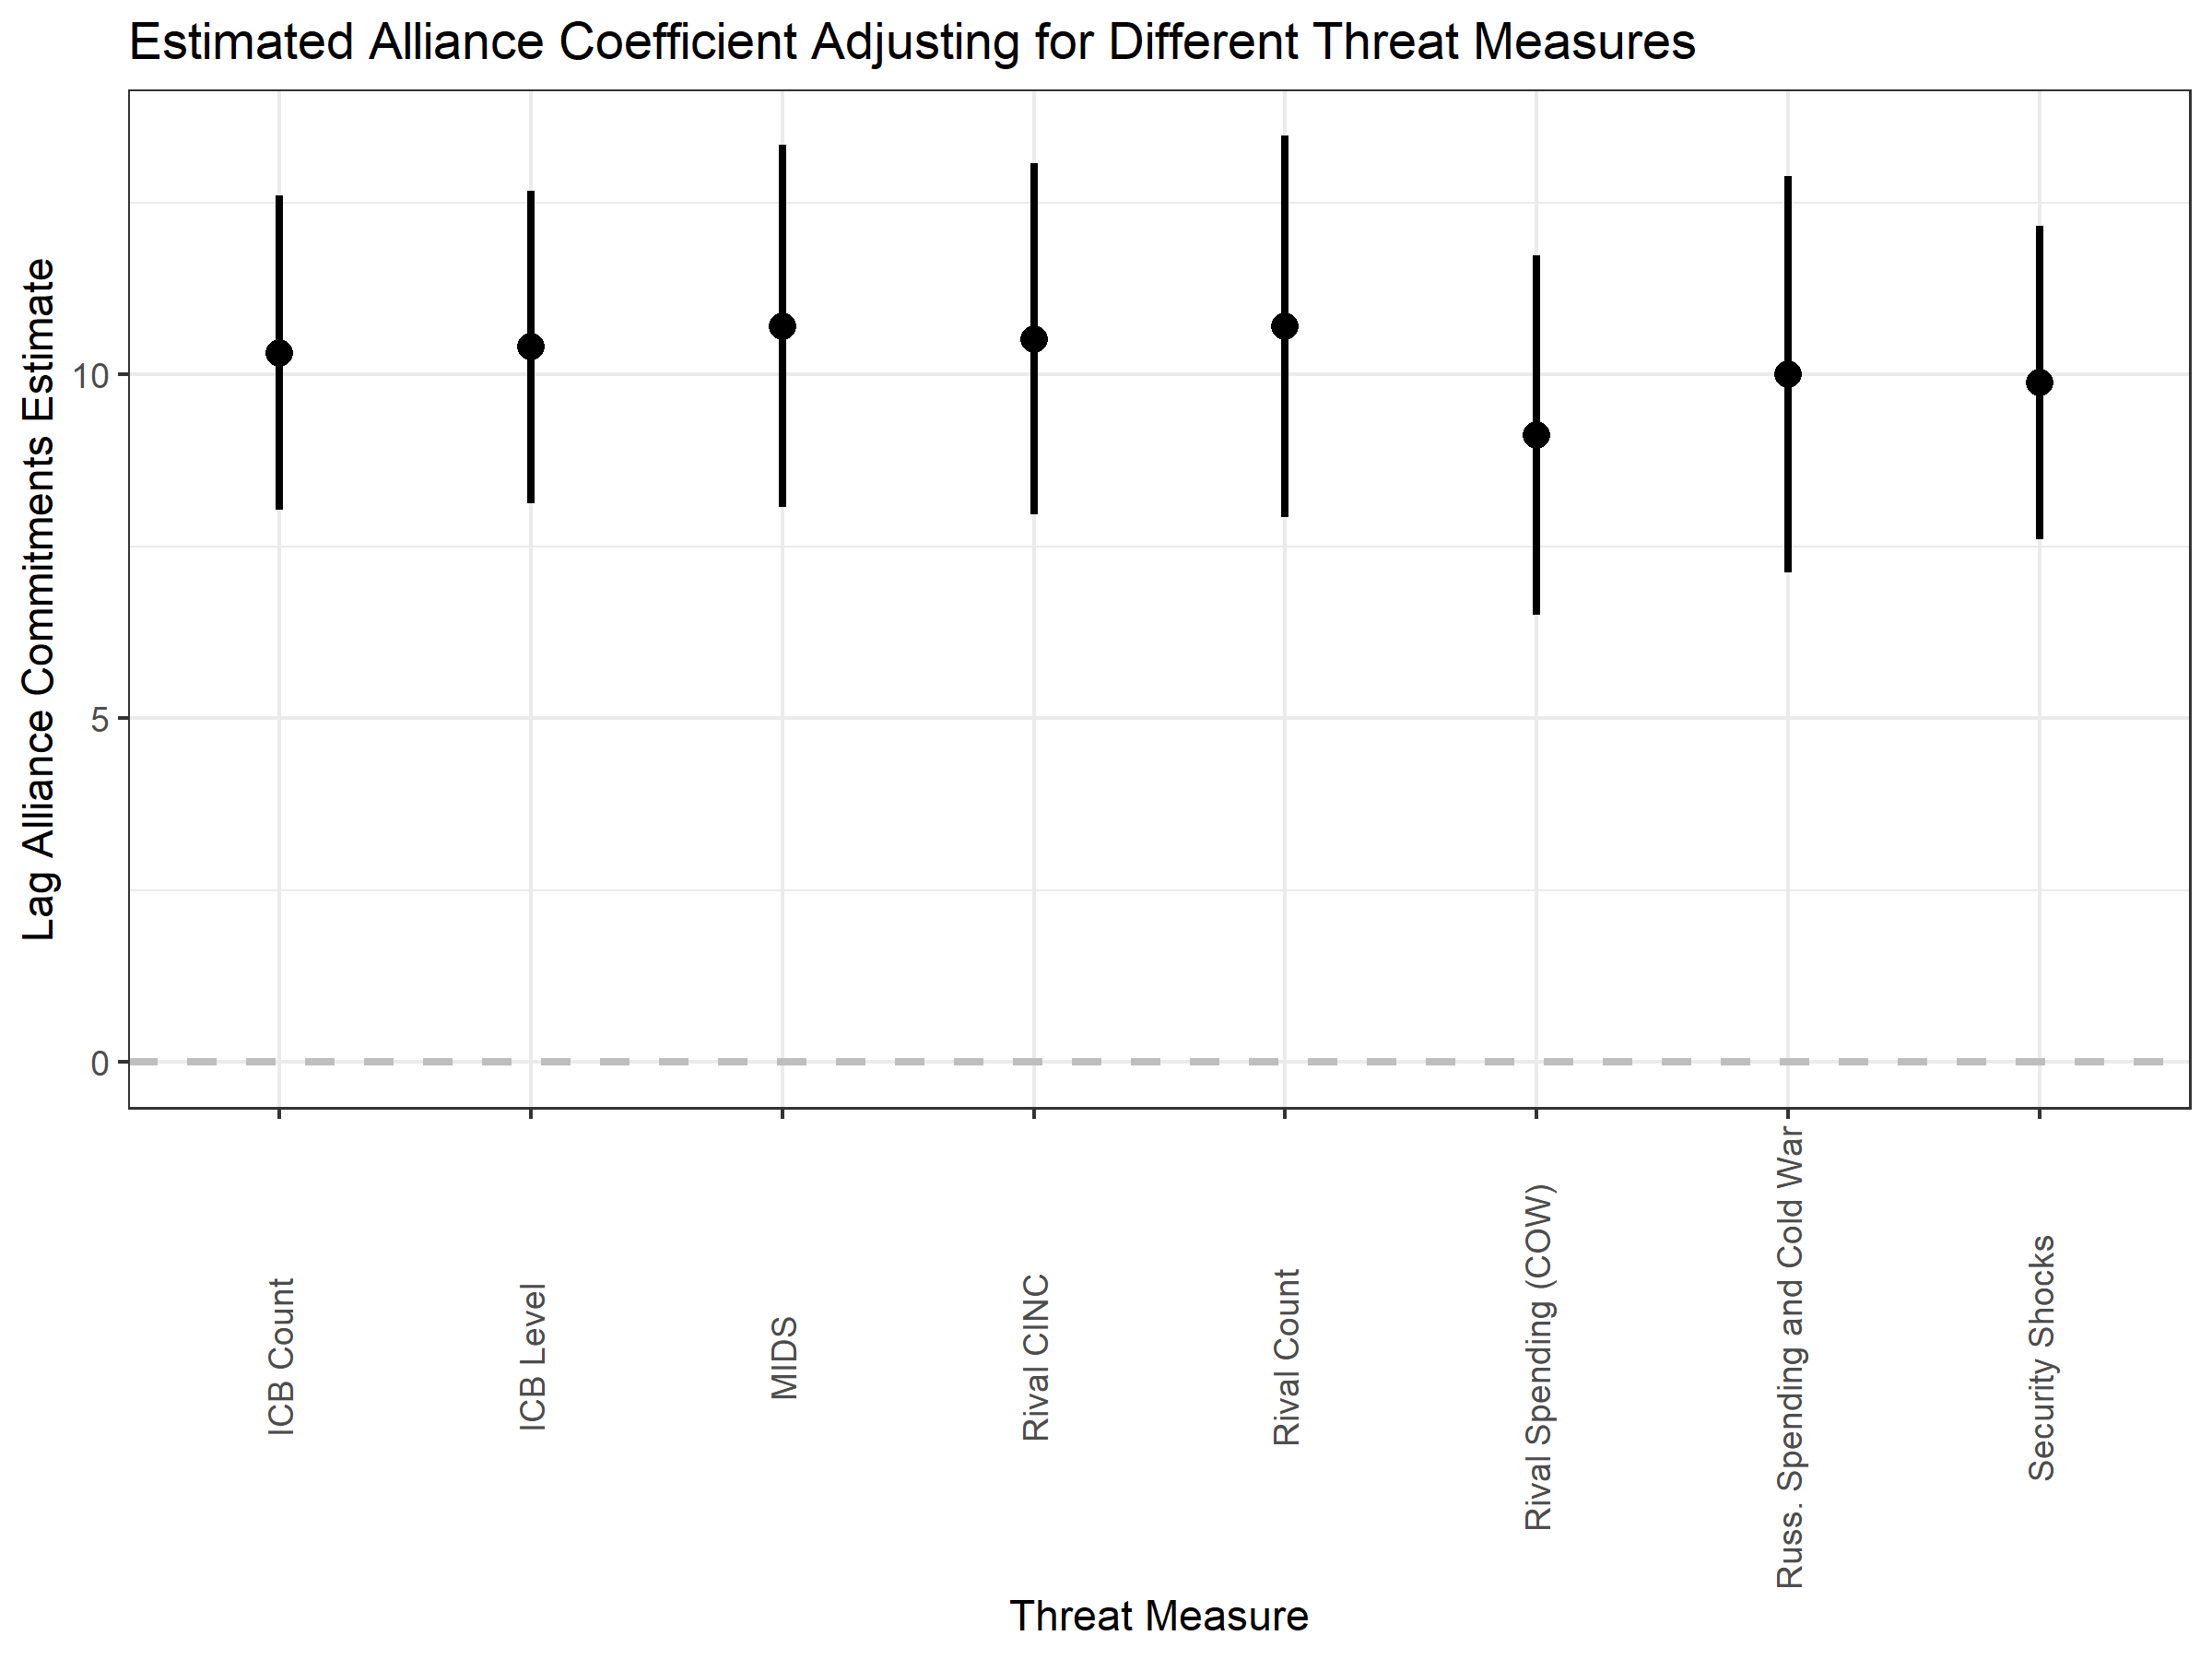 Estimated Alliance Coefficient Adjusting for Different Threat Measures
Lag Alliance Commitments Estimate
10
5
0
ICB Count
ICB Level
MIDS
Rival CINC
Rival Count
Rival Spending (COW)
Russ. Spending and Cold War
Security Shocks
Threat Measure